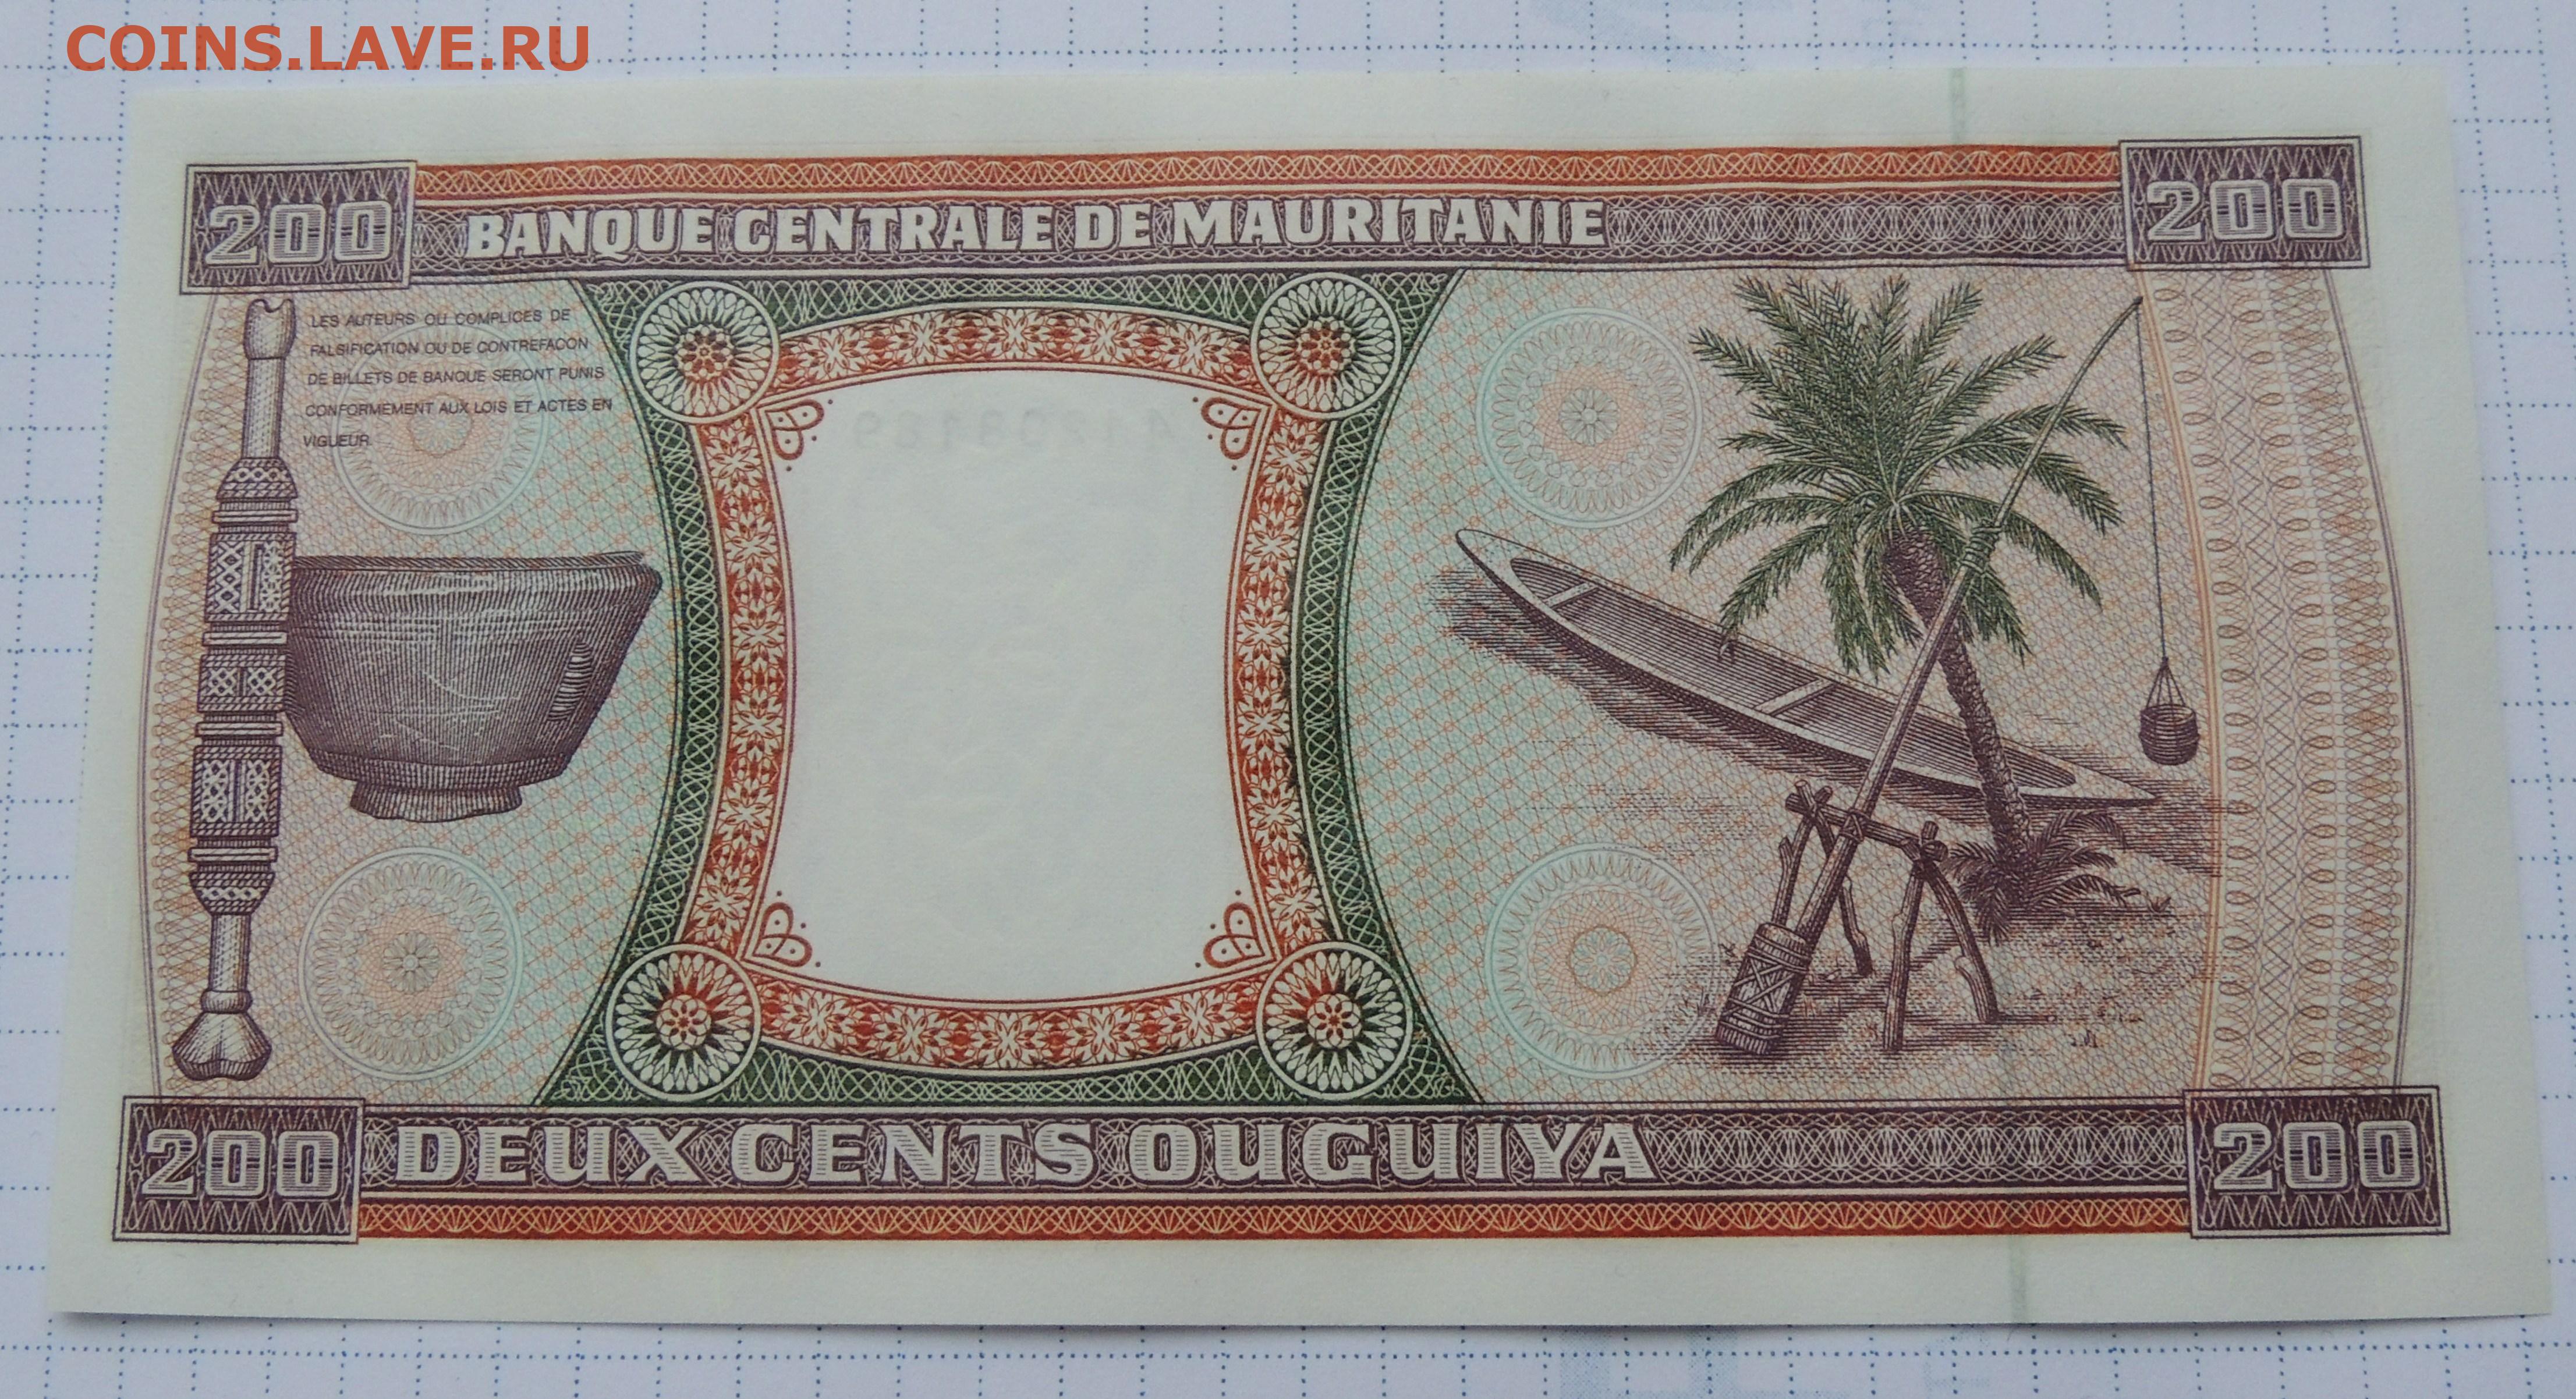 COINS.LAVE.RU
200 200
BANQUE CENTRALE DE MAURITANIE
LES AUTEURS OU COMPLICES DE
FALSIFICATION OU DE CONTREFACON
DE BILLETS DE BANQUE SERONT PUNIS
CONFORMEMENT AUX LOIS ET ACTES EN
VIGUEUR
200 DEUX CENTS OUGUIYA 200